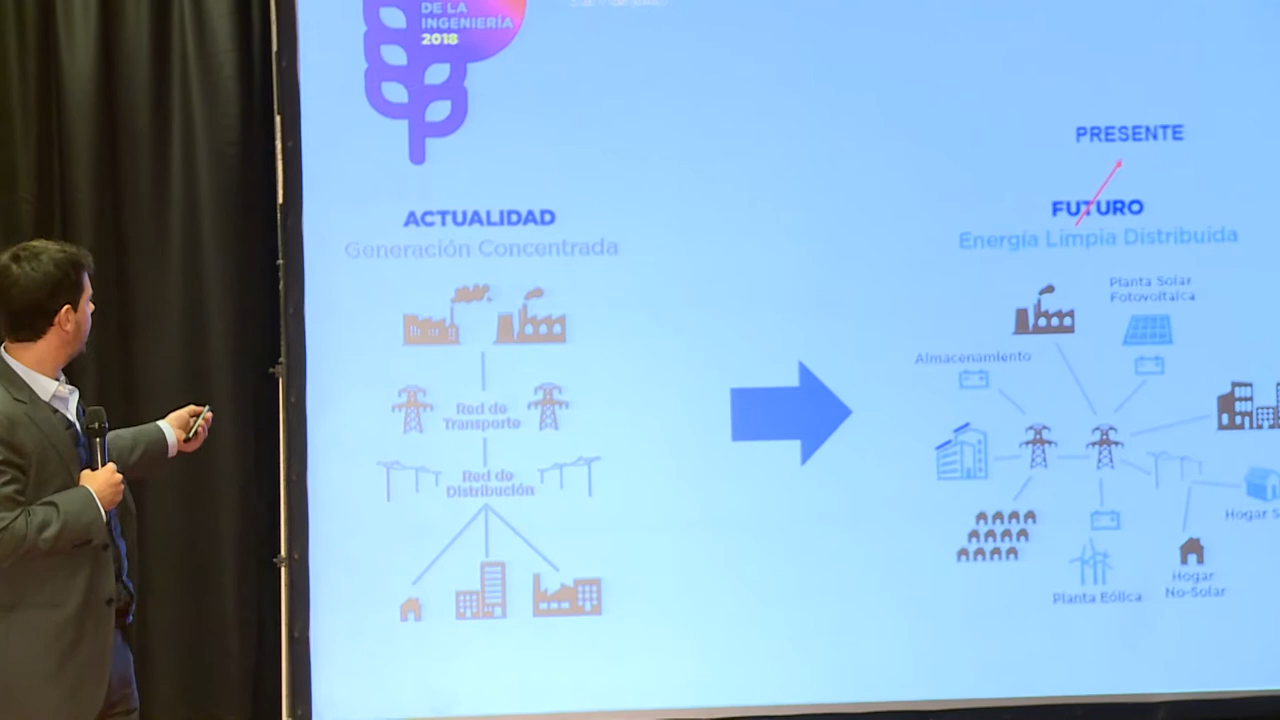 DE LA
INGENIERÍA
2018
PRESENTE
ACTUALIDAD
Generación Concentrada
FUTURO
Energía Limpia Distribuida
Planta Solar
Fotovoltaica
Almacenamiento
Red de
Transporte
Red de
Distribución
Hogar S
Hogar
No-Solar
Planta Eólica